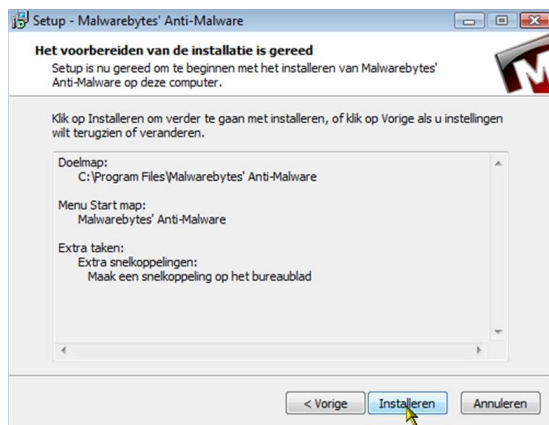 Setup - Malwarebytes' Anti-Malware
Het voorbereiden van de installatie is gereed
Setup is nu gereed om te beginnen met het installeren van Malwarebytes'
Anti-Malware op deze computer.
Klik op Installeren om verder te gaan met installeren, of klik op Vorige als u instellingen
wilt terugzien of veranderen.
Doelmap:
C:\Program Files\Malwarebytes' Anti-Malware
Menu Start map:
Malwarebytes' Anti-Malware
Extra taken:
Extra snelkoppelingen:
Maak een snelkoppeling op het bureaublad
< Vorige
Installeren
Annuleren